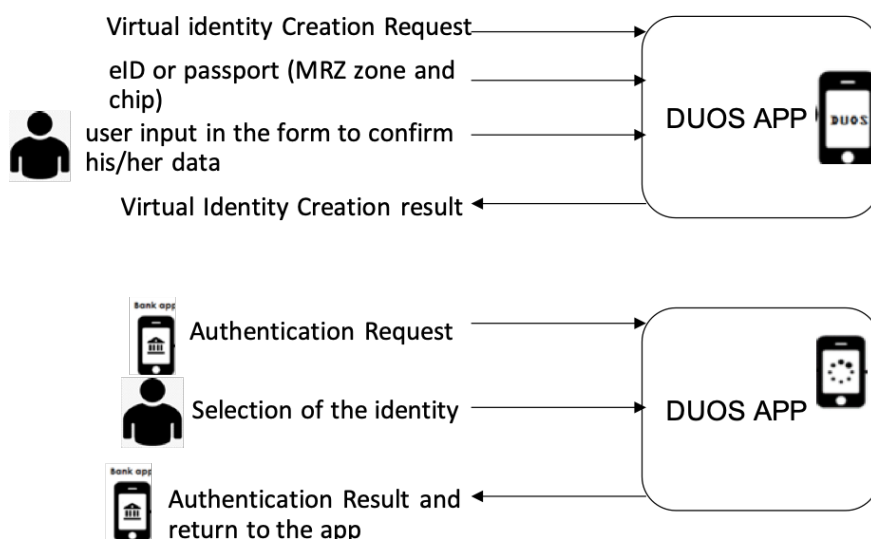 Virtual identity Creation Request
eID or passport (MRZ zone and
chip)
user input in the form to confirm
his/her data
Virtual Identity Creation result
DUOS APP
DUOS
Bank app
Authentication Request
Selection of the identity
DUOS APP
Bank app
Authentication Result and
return to the app